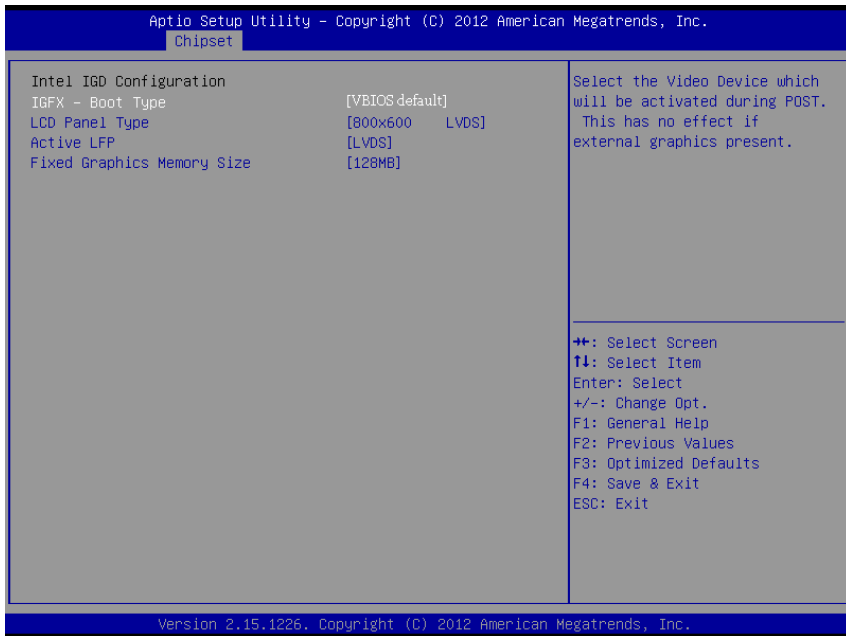 Aptio Setup Utility – Copyright (C) 2012 American Megatrends, Inc.
Chipset
Intel IGD Configuration
IGFX – Boot Type [VBIOS default]
LCD Panel Type [800x600 LVDS]
Active LFP [LVDS]
Fixed Graphics Memory Size [128MB]
Select the Video Device which
will be activated during POST.
This has no effect if
external graphics present.
→←: Select Screen
↑↓: Select Item
Enter: Select
+/-: Change Opt.
F1: General Help
F2: Previous Values
F3: Optimized Defaults
F4: Save & Exit
ESC: Exit
Version 2.15.1226. Copyright (C) 2012 American Megatrends, Inc.